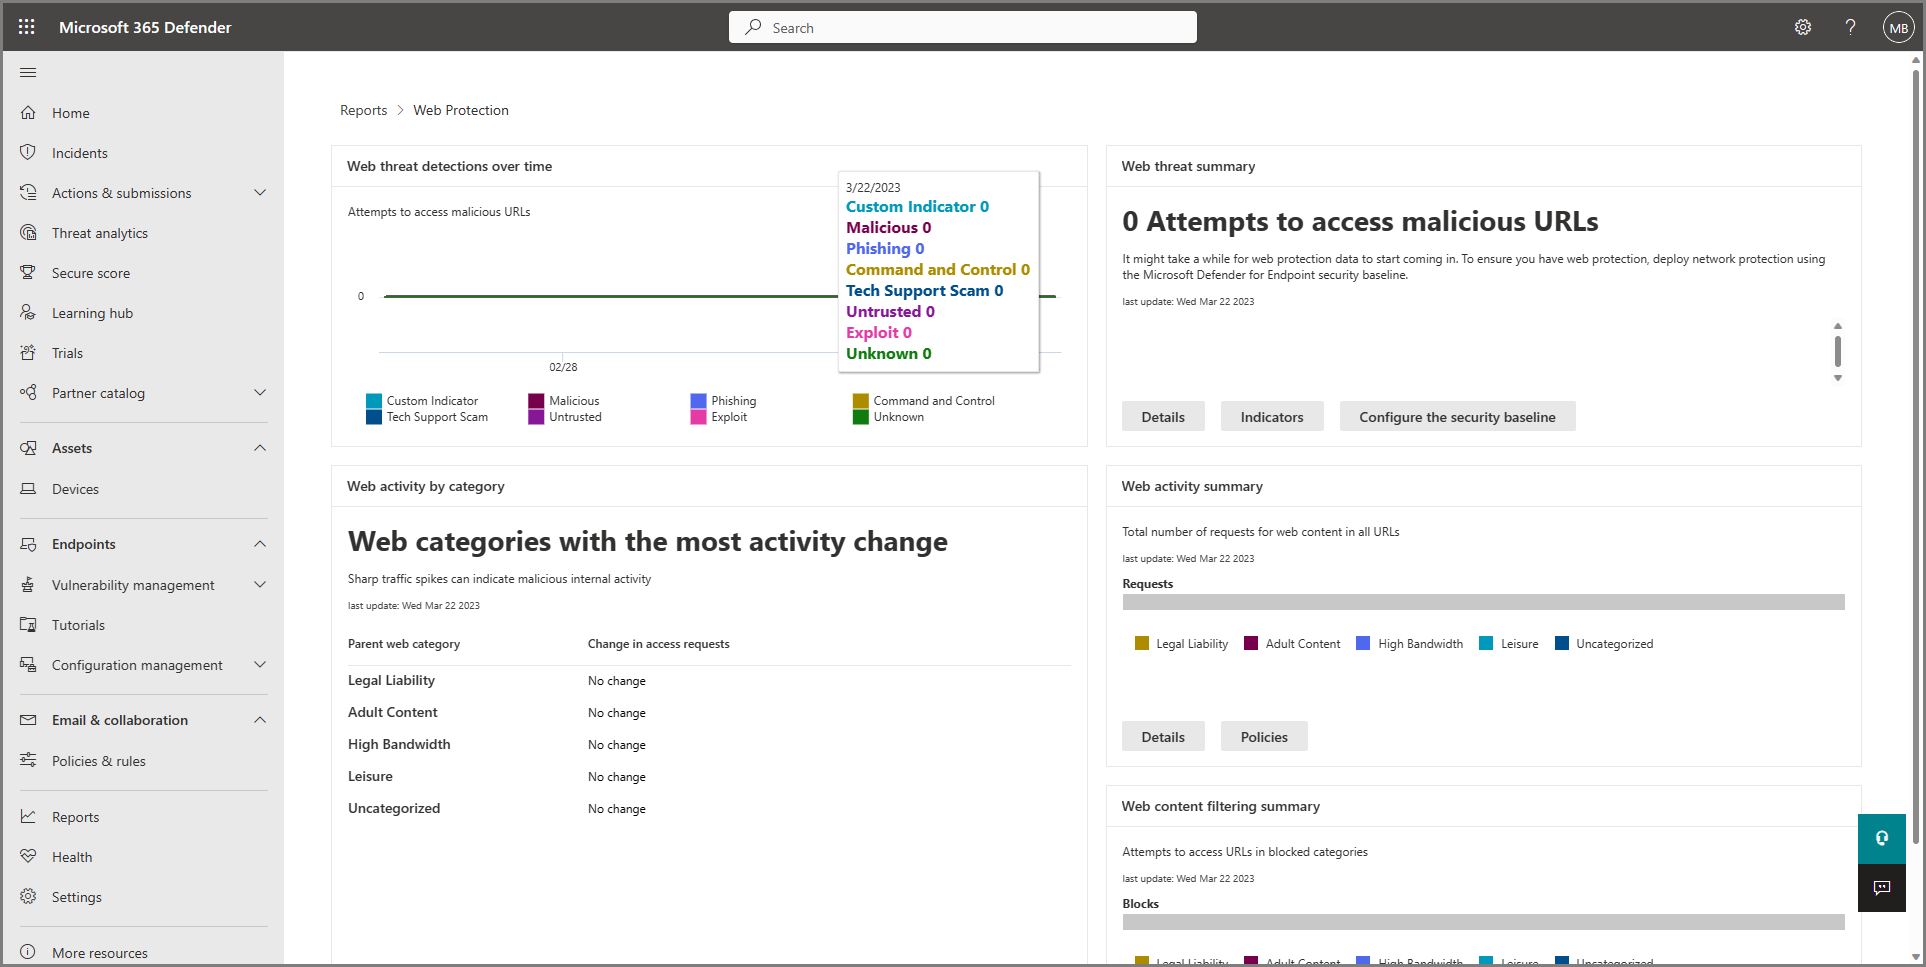 Microsoft 365 Defender
Search
MB
Home
Incidents
Actions & submissions
Threat analytics
Secure score
Learning hub
Trials
Partner catalog
Assets
Devices
Endpoints
Vulnerability management
Tutorials
Configuration management
Email & collaboration
Policies & rules
Reports
Health
Settings
More resources
Reports > Web Protection
Web threat detections over time
Attempts to access malicious URLs
0
02/28
3/22/2023
Custom Indicator 0
Malicious 0
Phishing 0
Command and Control 0
Tech Support Scam 0
Untrusted 0
Exploit 0
Unknown 0
Custom Indicator Malicious Phishing Command and Control
Tech Support Scam Untrusted Exploit Unknown
Web threat summary
0 Attempts to access malicious URLs
It might take a while for web protection data to start coming in. To ensure you have web protection, deploy network protection using
the Microsoft Defender for Endpoint security baseline.
last update: Wed Mar 22 2023
Details Indicators Configure the security baseline
Web activity by category
Web categories with the most activity change
Sharp traffic spikes can indicate malicious internal activity
last update: Wed Mar 22 2023
Parent web category Change in access requests
Legal Liability No change
Adult Content No change
High Bandwidth No change
Leisure No change
Uncategorized No change
Web activity summary
Total number of requests for web content in all URLs
last update: Wed Mar 22 2023
Requests
Legal Liability Adult Content High Bandwidth Leisure Uncategorized
Details Policies
Web content filtering summary
Attempts to access URLs in blocked categories
last update: Wed Mar 22 2023
Blocks
Legal Liability Adult Content High Bandwidth Leisure Uncategorized